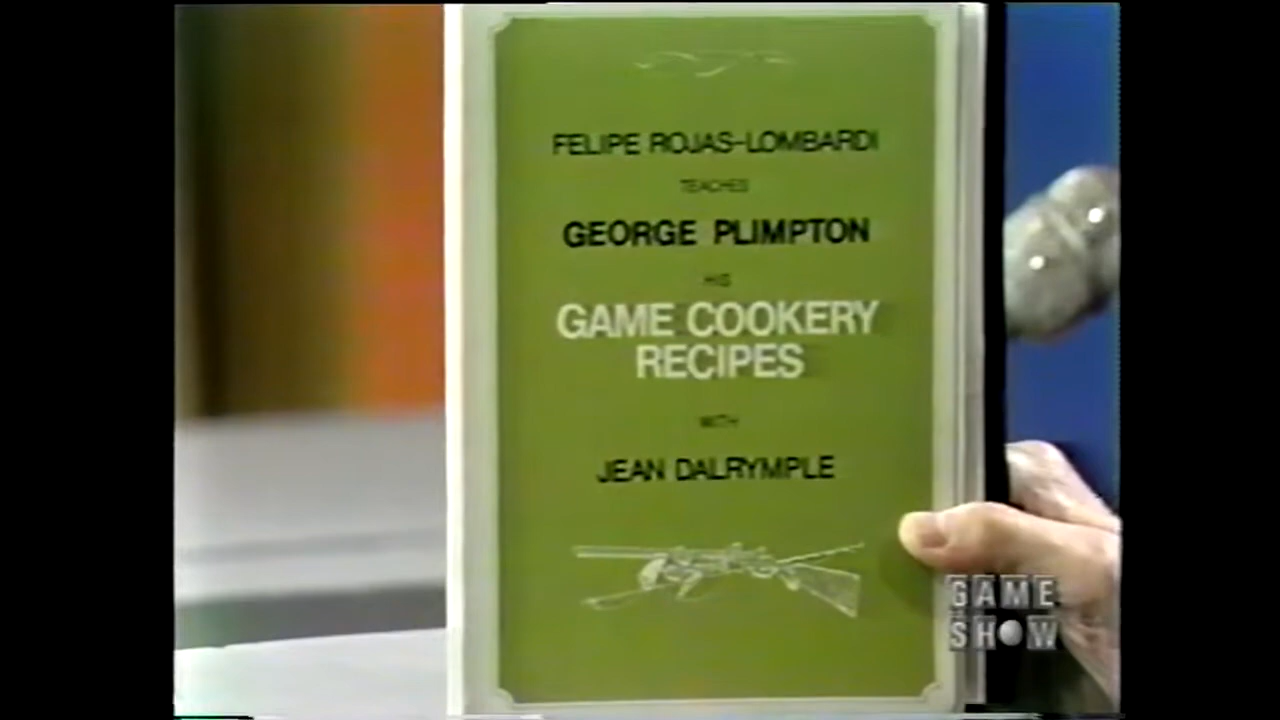 FELIPE ROJAS-LOMBARDI
TEACHES
GEORGE PLIMPTON
HIS
GAME COOKERY
RECIPES
WITH
JEAN DALRYMPLE
GAME
SHOW